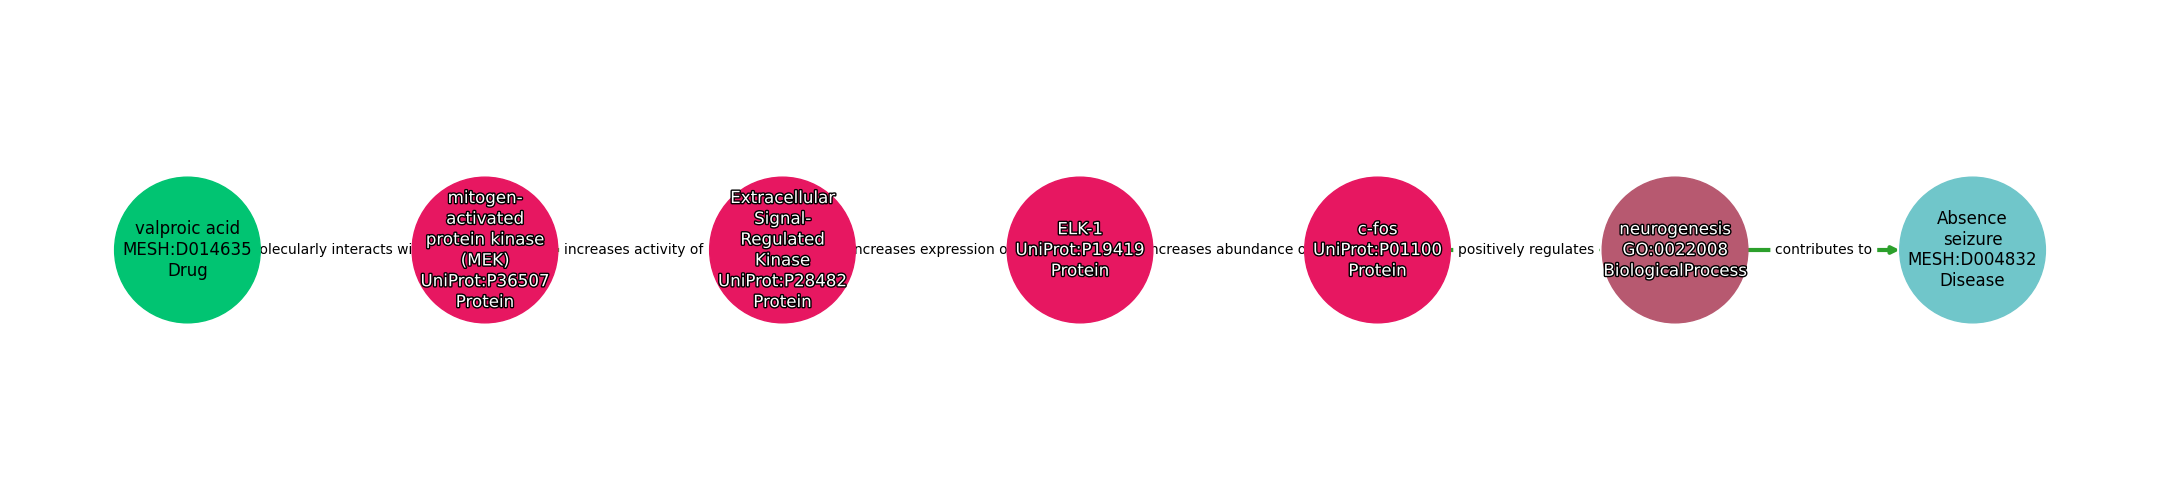 valproic acid
MESH:D014635
Drug
olecularly interacts wi
mitogen-
activated
protein kinase
(MEK)
UniProt:P36507
Protein
increases activity of
Extracellular
Signal-
Regulated
Kinase
UniProt:P28482
Protein
ncreases expression o
ELK-1
UniProt:P19419
Protein
ncreases abundance o
c-fos
UniProt:P01100
Protein
positively regulates
neurogenesis
GO:0022008
BiologicalProcess
contributes to
Absence
seizure
MESH:D004832
Disease